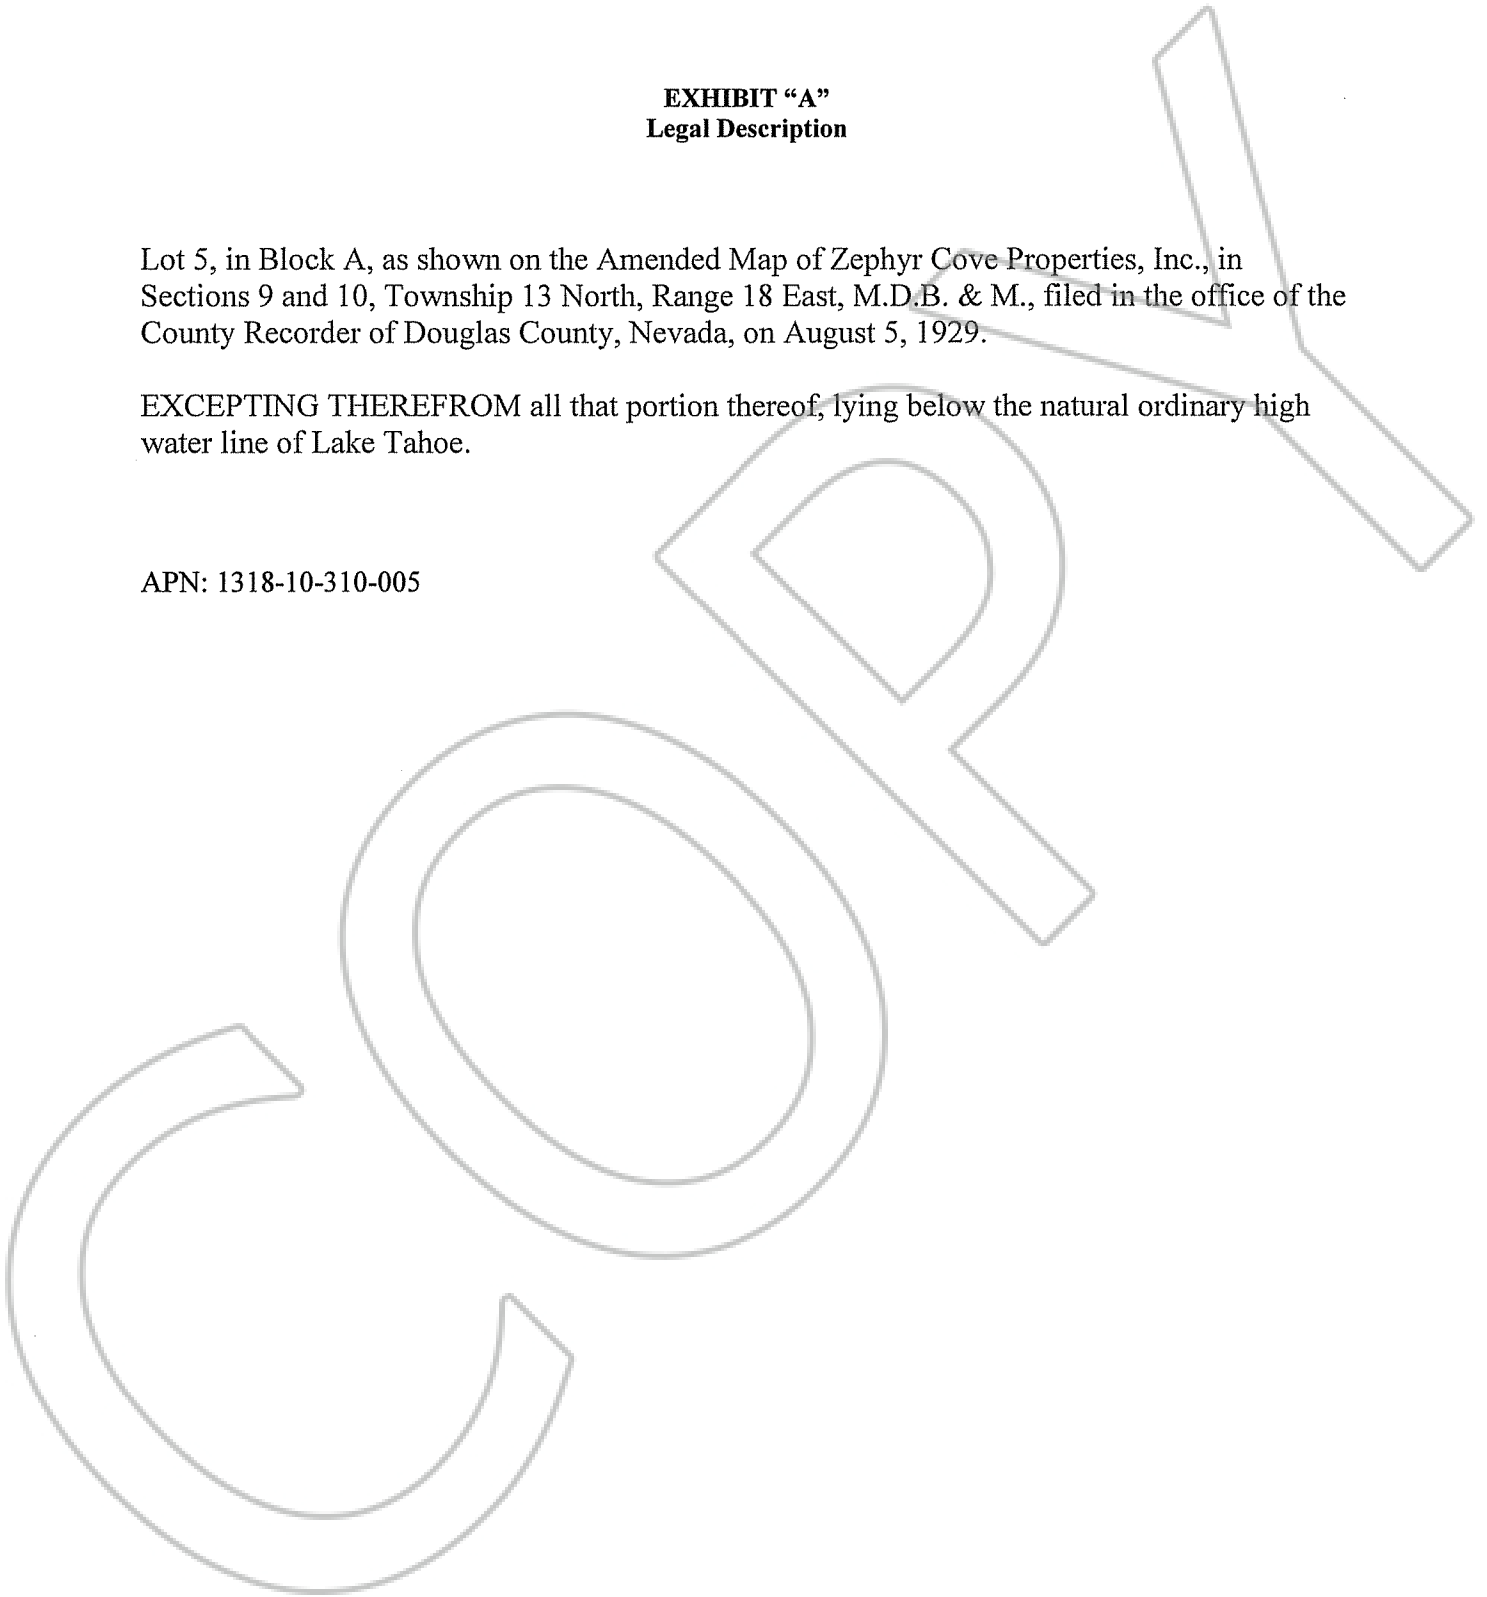 EXHIBIT “A”
Legal Description
Lot 5, in Block A, as shown on the Amended Map of Zephyr Cove Properties, Inc., in
Sections 9 and 10, Township 13 North, Range 18 East, M.D.B. & M., filed in the office of the
County Recorder of Douglas County, Nevada, on August 5, 1929.
EXCEPTING THEREFROM all that portion thereof, lying below the natural ordinary high
water line of Lake Tahoe.
APN: 1318-10-310-005
COPY